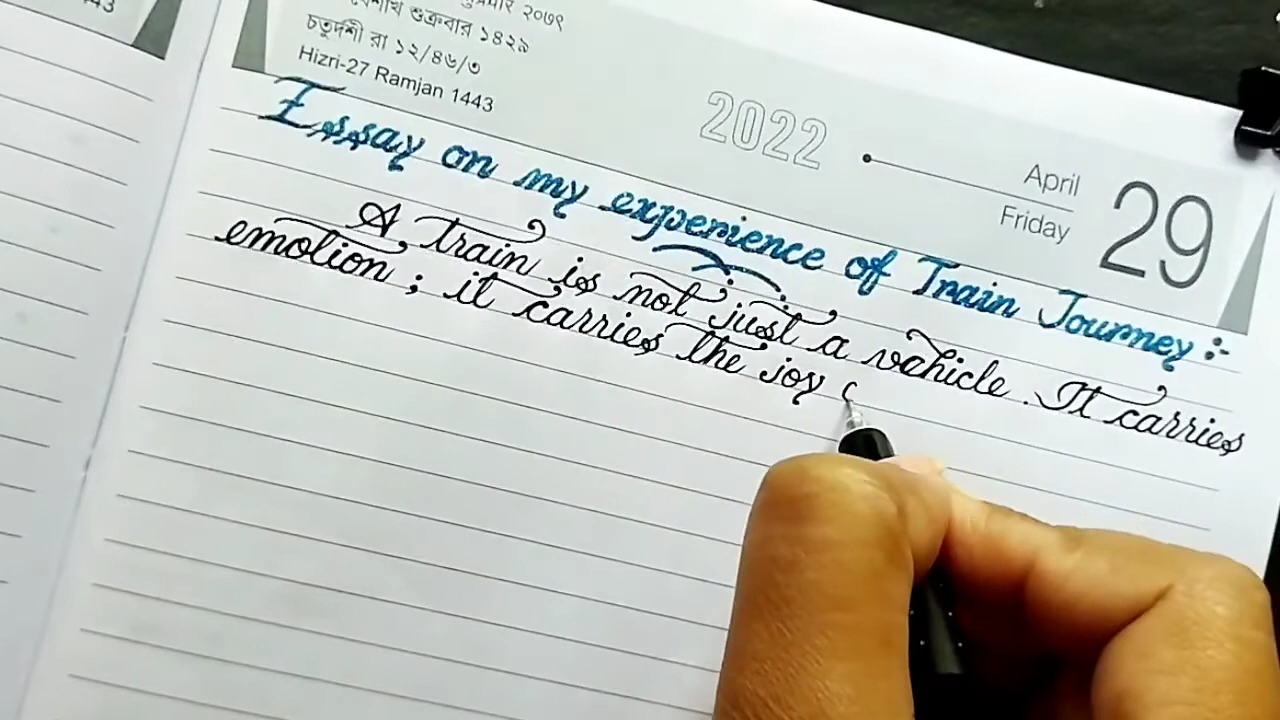 ২০৭৯
বৈশাখ শুক্রবার ১৪২৯
চতুর্দশী রা ১২/৪৬/৩
Hizri-27 Ramjan 1443
2022
April
Friday
29
Essay on my experience of Train Journey :-
A train is not just a vehicle. It carries
emotion ; it carries the joy